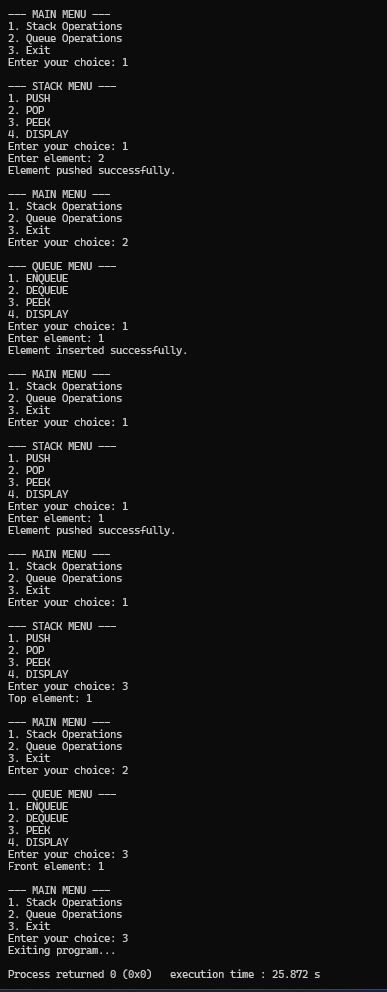 --- MAIN MENU ---
1. Stack Operations
2. Queue Operations
3. Exit
Enter your choice: 1
--- STACK MENU ---
1. PUSH
2. POP
3. PEEK
4. DISPLAY
Enter your choice: 1
Enter element: 2
Element pushed successfully.
--- MAIN MENU ---
1. Stack Operations
2. Queue Operations
3. Exit
Enter your choice: 2
--- QUEUE MENU ---
1. ENQUEUE
2. DEQUEUE
3. PEEK
4. DISPLAY
Enter your choice: 1
Enter element: 1
Element inserted successfully.
--- MAIN MENU ---
1. Stack Operations
2. Queue Operations
3. Exit
Enter your choice: 1
--- STACK MENU ---
1. PUSH
2. POP
3. PEEK
4. DISPLAY
Enter your choice: 1
Enter element: 1
Element pushed successfully.
--- MAIN MENU ---
1. Stack Operations
2. Queue Operations
3. Exit
Enter your choice: 1
--- STACK MENU ---
1. PUSH
2. POP
3. PEEK
4. DISPLAY
Enter your choice: 3
Top element: 1
--- MAIN MENU ---
1. Stack Operations
2. Queue Operations
3. Exit
Enter your choice: 2
--- QUEUE MENU ---
1. ENQUEUE
2. DEQUEUE
3. PEEK
4. DISPLAY
Enter your choice: 3
Front element: 1
--- MAIN MENU ---
1. Stack Operations
2. Queue Operations
3. Exit
Enter your choice: 3
Exiting program...
Process returned 0 (0x0)   execution time : 25.872 s